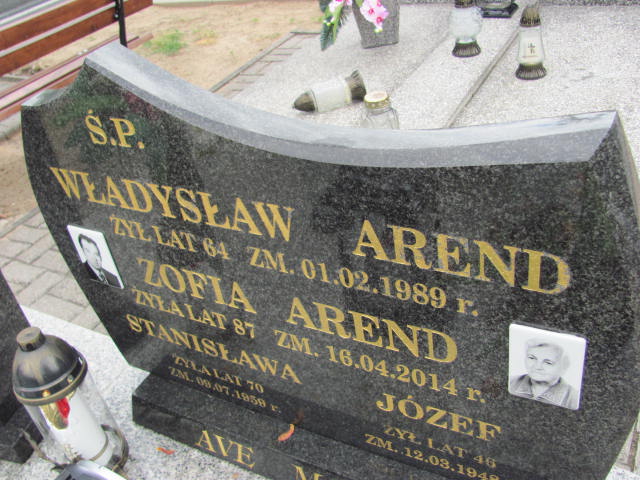 Ś.P.
WŁADYSŁAW AREND
ŻYŁ LAT 64 ZM. 01.02.1989 r.
ZOFIA AREND
ŻYŁA LAT 87 ZM. 16.04.2014 r.
STANISŁAWA JÓZEF
ŻYŁA LAT 70 ŻYŁ LAT 46
ZM. 09.07.1959 r. ZM. 12.03.1948
AVE M